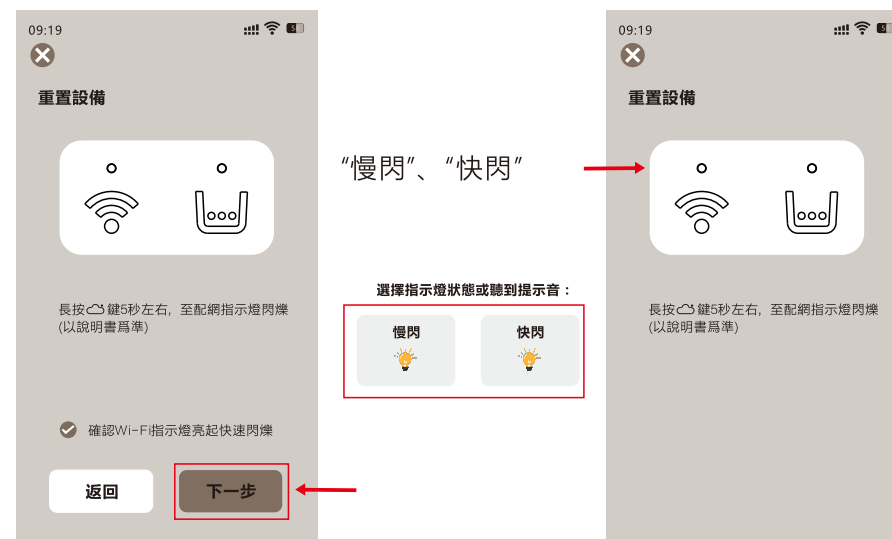 09:19
重置設備
長按鍵5秒左右, 至配網指示燈閃爍
(以說明書爲準)
確認Wi-Fi指示燈亮起快速閃爍
返回
下一步
“慢閃”、“快閃”
選擇指示燈狀態或聽到提示音：
慢閃
快閃
09:19
重置設備
長按鍵5秒左右, 至配網指示燈閃爍
(以說明書爲準)